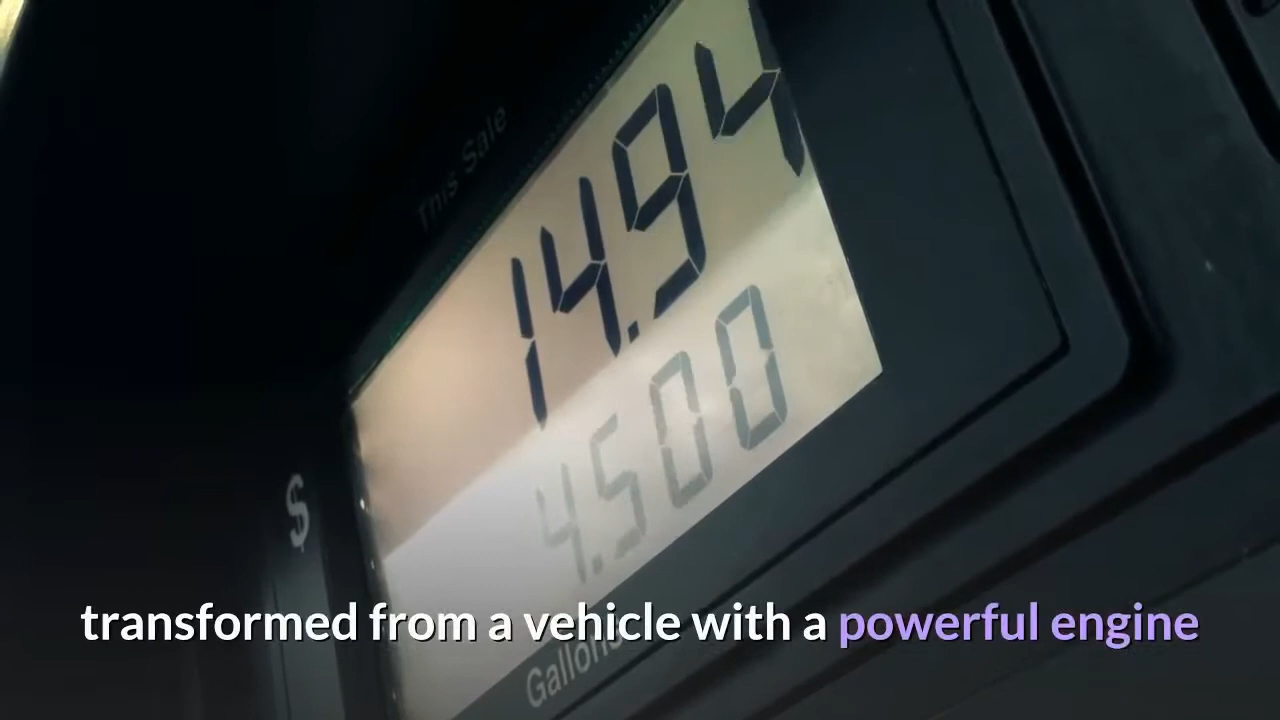 This Sale
14.94
4.500
$
Gallons
transformed from a vehicle with a powerful engine